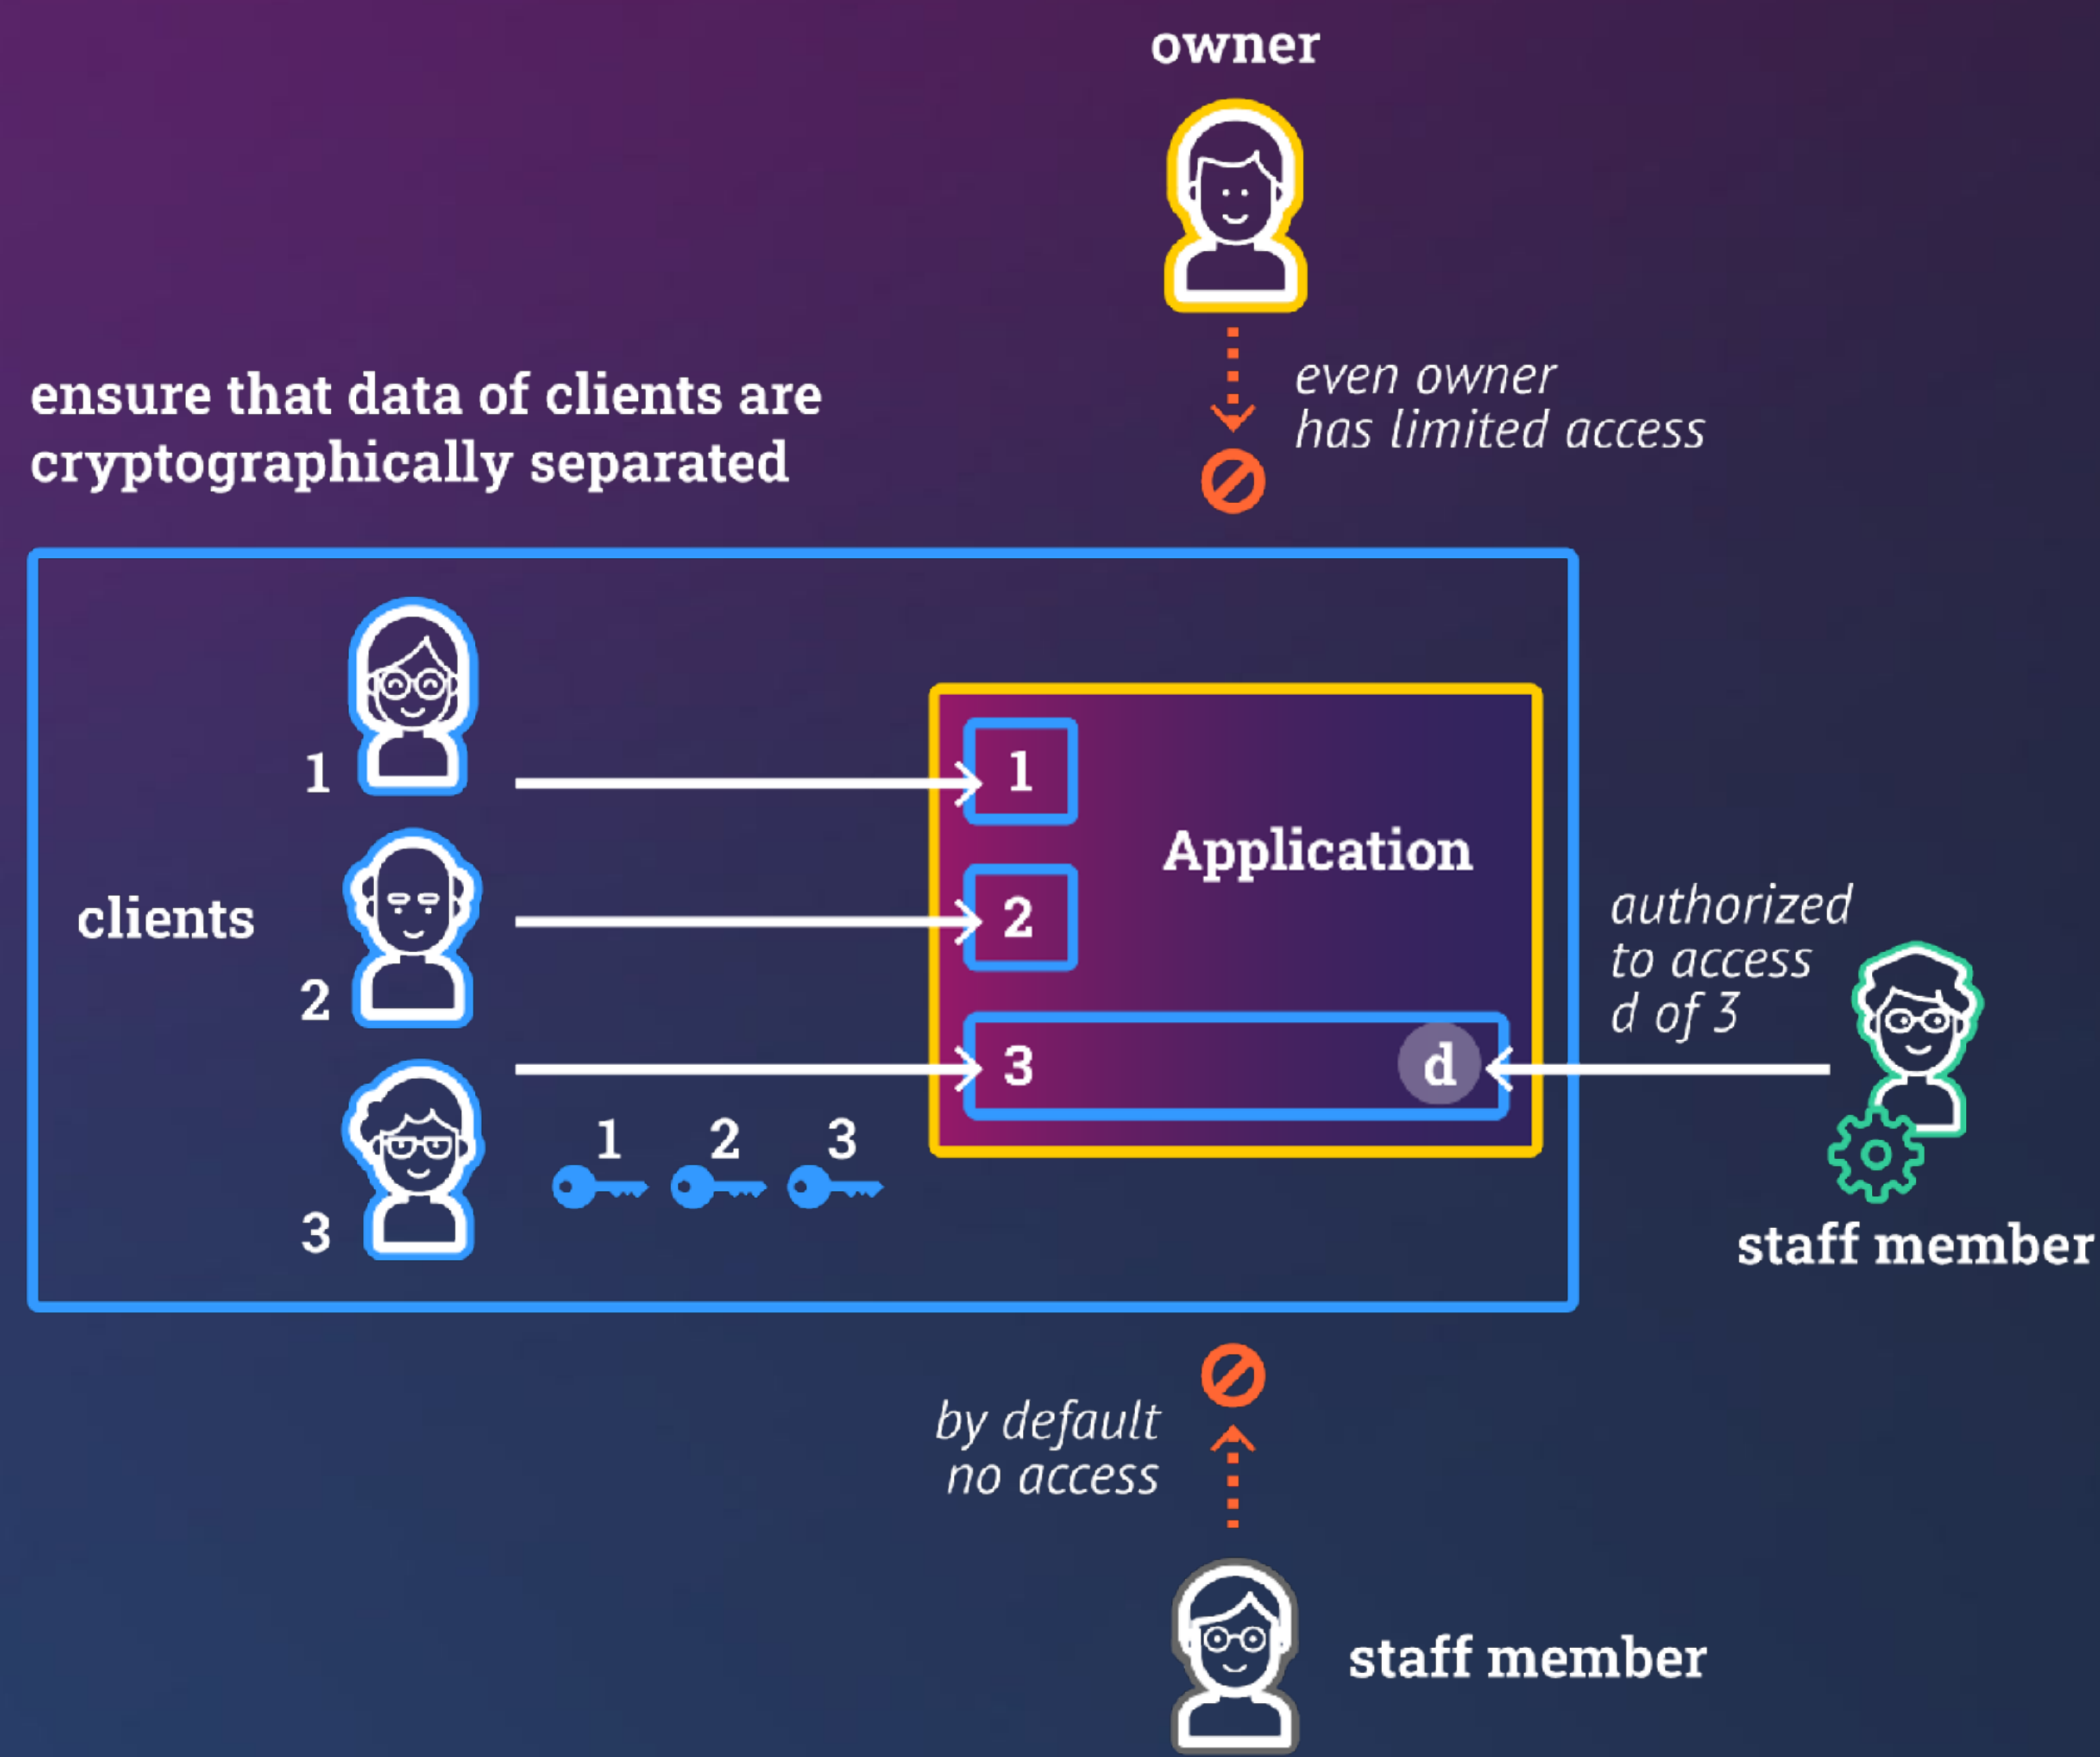 owner
even owner
has limited access
ensure that data of clients are
cryptographically separated
1
clients
2
3
1 2 3
1
Application
2
3
d
authorized
to access
d of 3
staff member
by default
no access
staff member